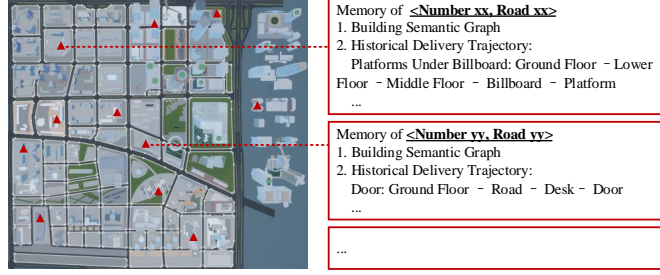 Memory of <Number xx, Road xx>
1. Building Semantic Graph
2. Historical Delivery Trajectory:
Platforms Under Billboard: Ground Floor - Lower
Floor - Middle Floor - Billboard - Platform
...
Memory of <Number yy, Road yy>
1. Building Semantic Graph
2. Historical Delivery Trajectory:
Door: Ground Floor - Road - Desk - Door
...
...